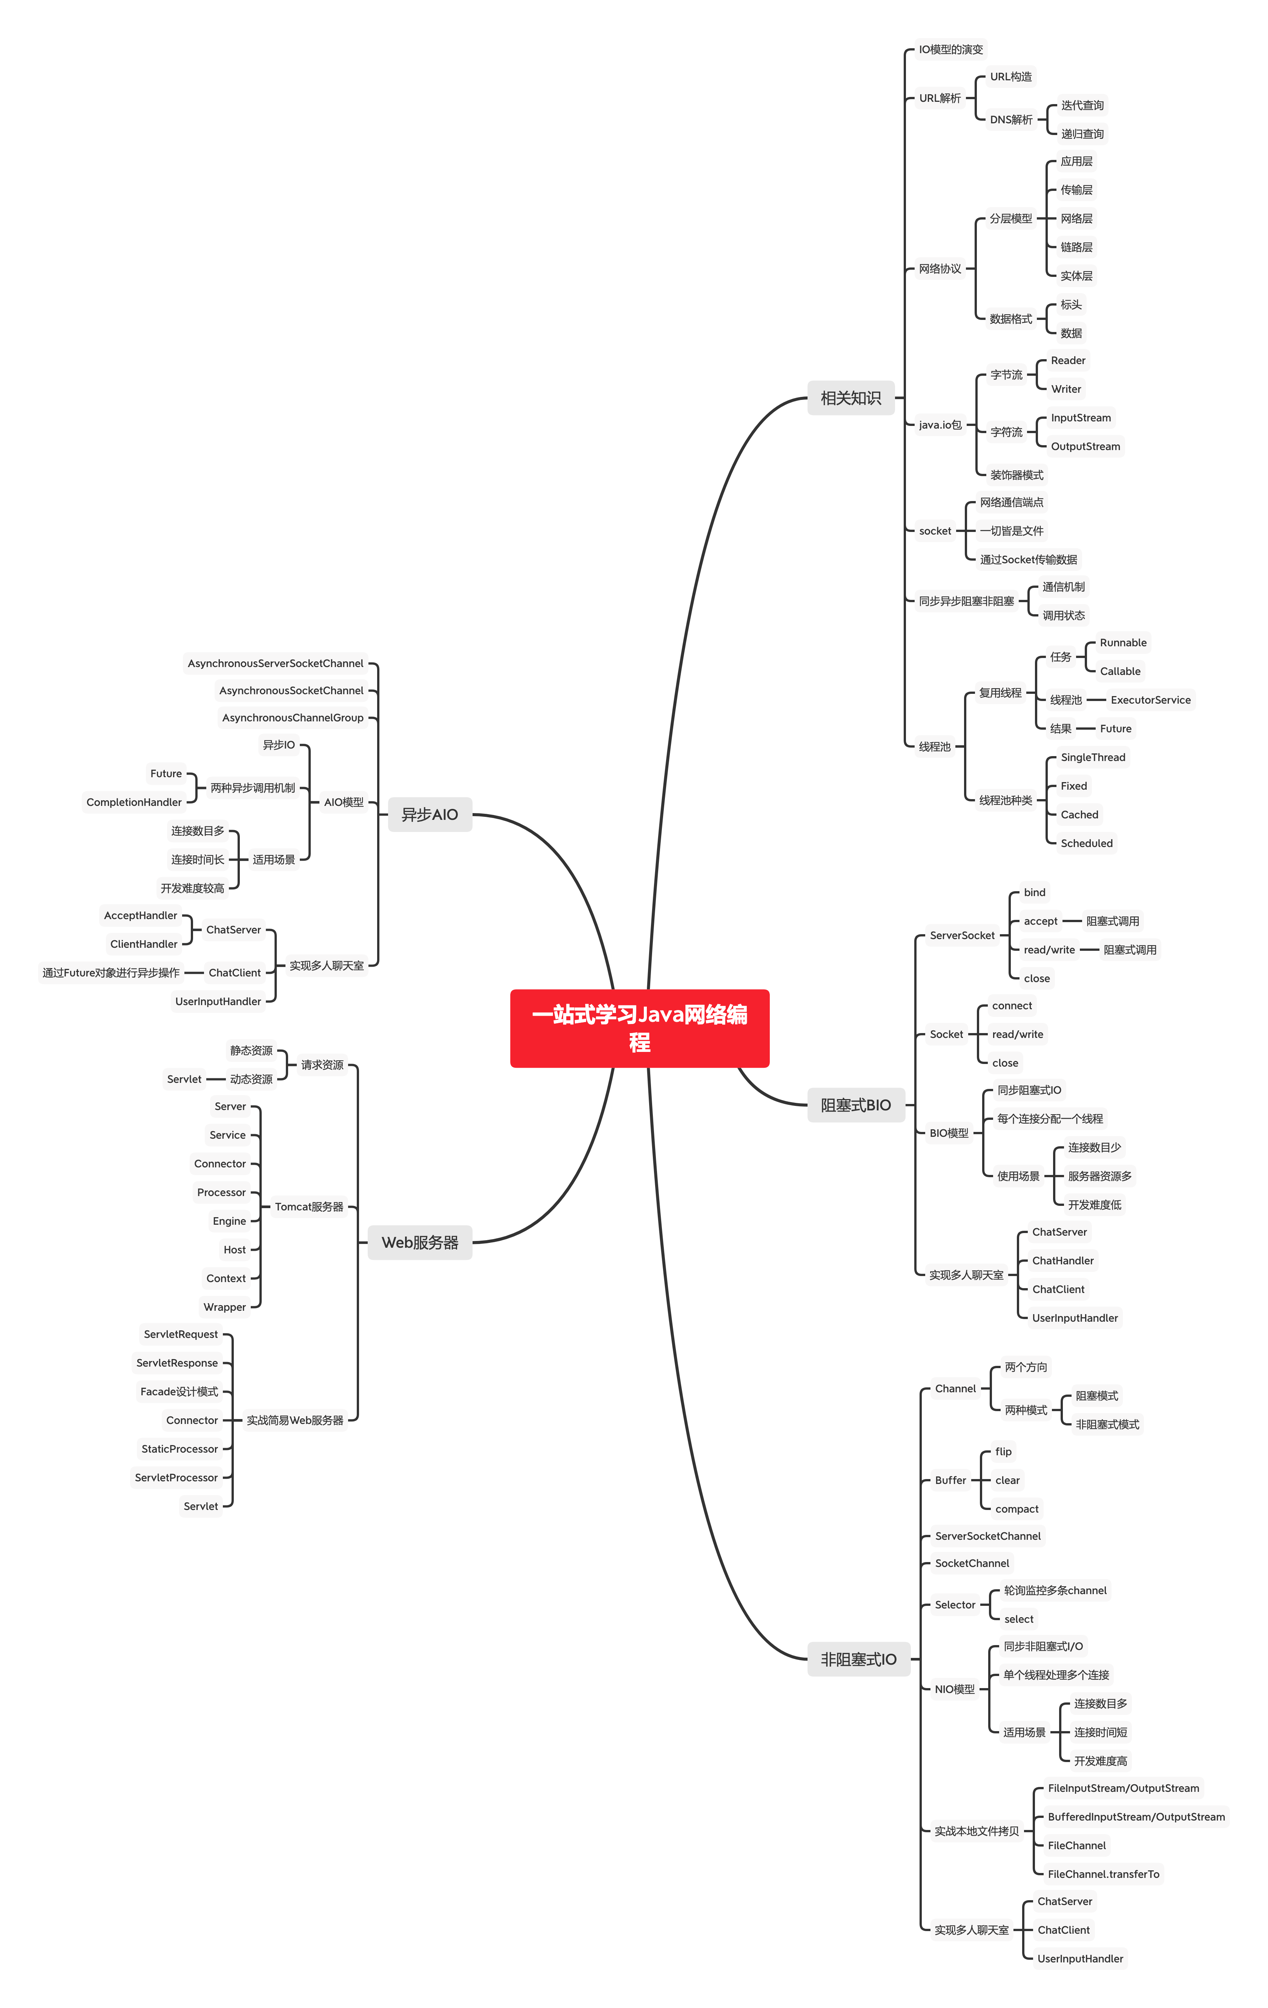 一站式学习Java网络编
程
相关知识
IO模型的演变
URL解析
URL构造
DNS解析
迭代查询
递归查询
网络协议
分层模型
应用层
传输层
网络层
链路层
实体层
数据格式
标头
数据
java.io包
字节流
Reader
Writer
字符流
InputStream
OutputStream
装饰器模式
socket
网络通信端点
一切皆是文件
通过Socket传输数据
同步异步阻塞非阻塞
通信机制
调用状态
线程池
复用线程
任务
Runnable
Callable
线程池
ExecutorService
结果
Future
线程池种类
SingleThread
Fixed
Cached
Scheduled
阻塞式BIO
ServerSocket
bind
accept
阻塞式调用
read/write
阻塞式调用
close
Socket
connect
read/write
close
BIO模型
同步阻塞式IO
每个连接分配一个线程
使用场景
连接数目少
服务器资源多
开发难度低
实现多人聊天室
ChatServer
ChatHandler
ChatClient
UserInputHandler
非阻塞式IO
Channel
两个方向
两种模式
阻塞模式
非阻塞式模式
Buffer
flip
clear
compact
ServerSocketChannel
SocketChannel
Selector
轮询监控多条channel
select
NIO模型
同步非阻塞式I/O
单个线程处理多个连接
适用场景
连接数目多
连接时间短
开发难度高
实战本地文件拷贝
FileInputStream/OutputStream
BufferedInputStream/OutputStream
FileChannel
FileChannel.transferTo
实现多人聊天室
ChatServer
ChatClient
UserInputHandler
异步AIO
AsynchronousServerSocketChannel
AsynchronousSocketChannel
AsynchronousChannelGroup
AIO模型
异步IO
两种异步调用机制
Future
CompletionHandler
适用场景
连接数目多
连接时间长
开发难度较高
实现多人聊天室
ChatServer
AcceptHandler
ClientHandler
ChatClient
通过Future对象进行异步操作
UserInputHandler
Web服务器
请求资源
静态资源
动态资源
Servlet
Tomcat服务器
Server
Service
Connector
Processor
Engine
Host
Context
Wrapper
实战简易Web服务器
ServletRequest
ServletResponse
Facade设计模式
Connector
StaticProcessor
ServletProcessor
Servlet